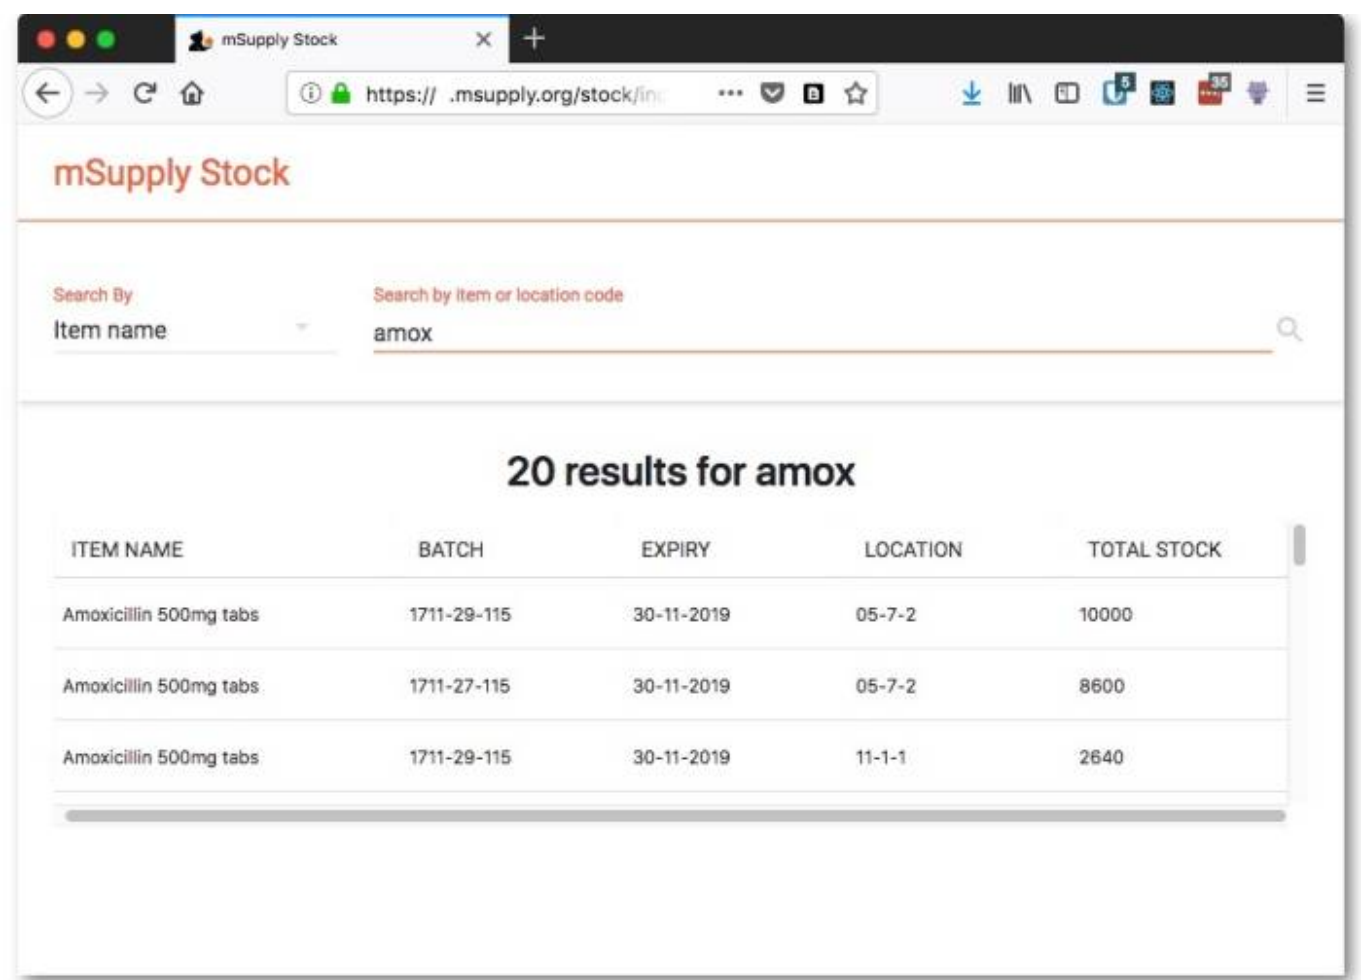 mSupply Stock
https:// .msupply.org/stock/in
5
35
mSupply Stock
Search By
Search by item or location code
Item name
amox
20 results for amox
ITEM NAME BATCH EXPIRY LOCATION TOTAL STOCK
Amoxicillin 500mg tabs 1711-29-115 30-11-2019 05-7-2 10000
Amoxicillin 500mg tabs 1711-27-115 30-11-2019 05-7-2 8600
Amoxicillin 500mg tabs 1711-29-115 30-11-2019 11-1-1 2640